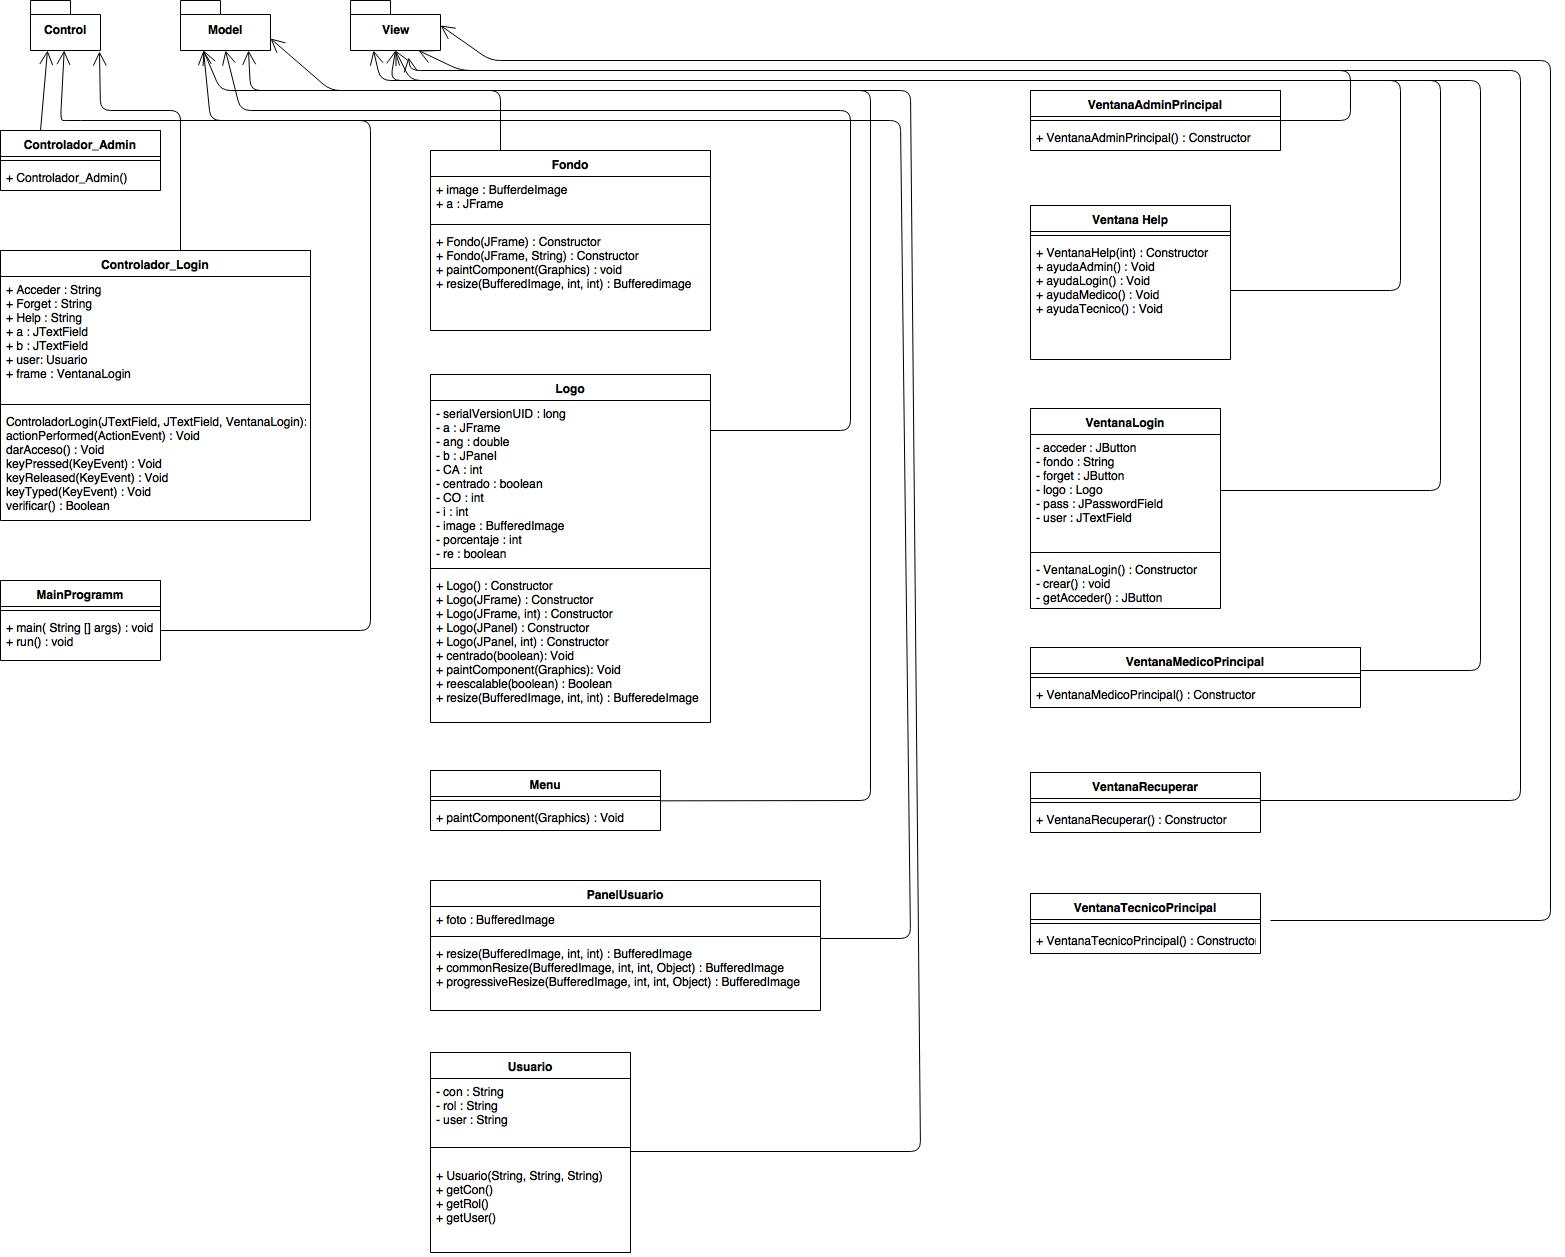 Control
Model
View
Controlador_Admin
+ Controlador_Admin()
Controlador_Login
+ Acceder : String
+ Forget : String
+ Help : String
+ a : JTextField
+ b : JTextField
+ user: Usuario
+ frame : VentanaLogin
ControladorLogin(JTextField, JTextField, VentanaLogin):
actionPerformed(ActionEvent) : Void
darAcceso() : Void
keyPressed(KeyEvent) : Void
keyReleased(KeyEvent) : Void
keyTyped(KeyEvent) : Void
verificar() : Boolean
MainProgramm
+ main( String [] args) : void
+ run() : void
Fondo
+ image : BufferdeImage
+ a : JFrame
+ Fondo(JFrame) : Constructor
+ Fondo(JFrame, String) : Constructor
+ paintComponent(Graphics) : void
+ resize(BufferedImage, int, int) : Bufferedimage
Logo
- serialVersionUID : long
- a : JFrame
- ang : double
- b : JPanel
- CA : int
- centrado : boolean
- CO : int
- i : int
- image : BufferedImage
- porcentaje : int
- re : boolean
+ Logo() : Constructor
+ Logo(JFrame) : Constructor
+ Logo(JFrame, int) : Constructor
+ Logo(JPanel) : Constructor
+ Logo(JPanel, int) : Constructor
+ centrado(boolean): Void
+ paintComponent(Graphics): Void
+ reescalable(boolean) : Boolean
+ resize(BufferedImage, int, int) : BufferedeImage
Menu
+ paintComponent(Graphics) : Void
PanelUsuario
+ foto : BufferedImage
+ resize(BufferedImage, int, int) : BufferedImage
+ commonResize(BufferedImage, int, int, Object) : BufferedImage
+ progressiveResize(BufferedImage, int, int, Object) : BufferedImage
Usuario
- con : String
- rol : String
- user : String
+ Usuario(String, String, String)
+ getCon()
+ getRol()
+ getUser()
VentanaAdminPrincipal
+ VentanaAdminPrincipal() : Constructor
Ventana Help
+ VentanaHelp(int) : Constructor
+ ayudaAdmin() : Void
+ ayudaLogin() : Void
+ ayudaMedico() : Void
+ ayudaTecnico() : Void
VentanaLogin
- acceder : JButton
- fondo : String
- forget : JButton
- logo : Logo
- pass : JPasswordField
- user : JTextField
- VentanaLogin() : Constructor
- crear() : void
- getAcceder() : JButton
VentanaMedicoPrincipal
+ VentanaMedicoPrincipal() : Constructor
VentanaRecuperar
+ VentanaRecuperar() : Constructor
VentanaTecnicoPrincipal
+ VentanaTecnicoPrincipal() : Constructo